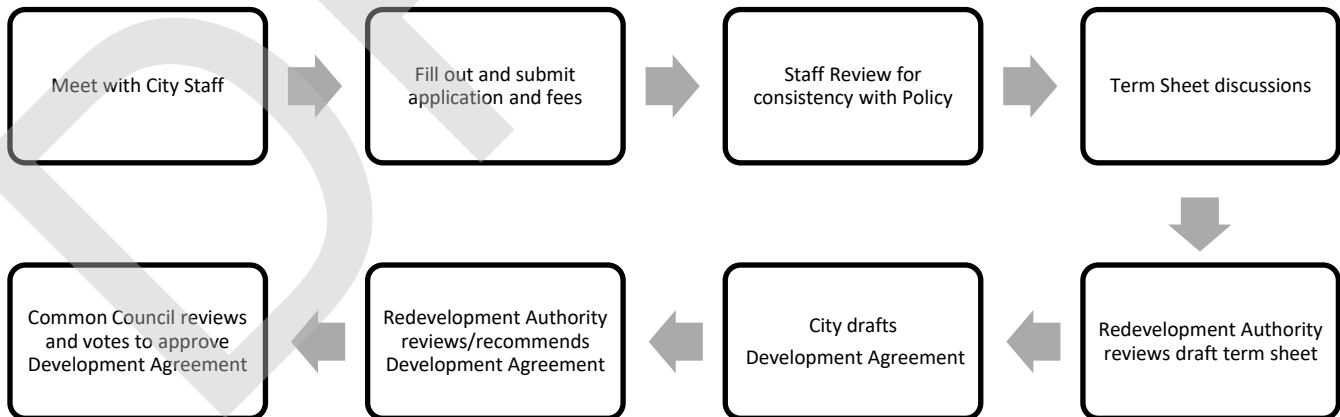 Meet with City Staff
Fill out and submit
application and fees
Staff Review for
consistency with Policy
Term Sheet discussions
Redevelopment Authority
reviews draft term sheet
City drafts
Development Agreement
Redevelopment Authority
reviews/recommends
Development Agreement
Common Council reviews
and votes to approve
Development Agreement